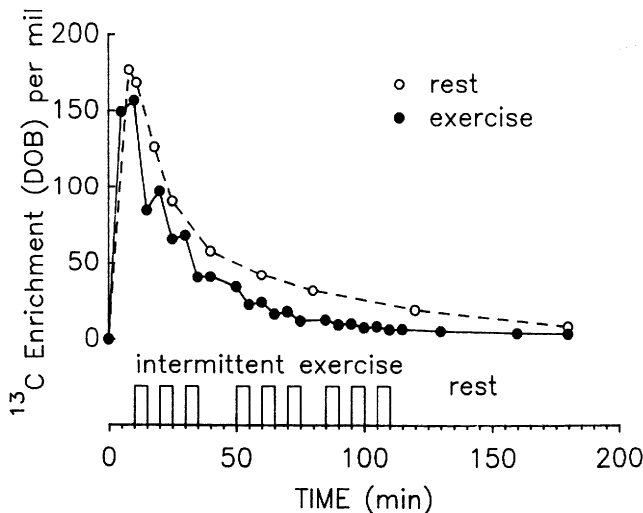 200
150
100
50
0
¹³C Enrichment (DOB) per mil
rest
exercise
intermittent exercise
rest
0 50 100 150 200
TIME (min)